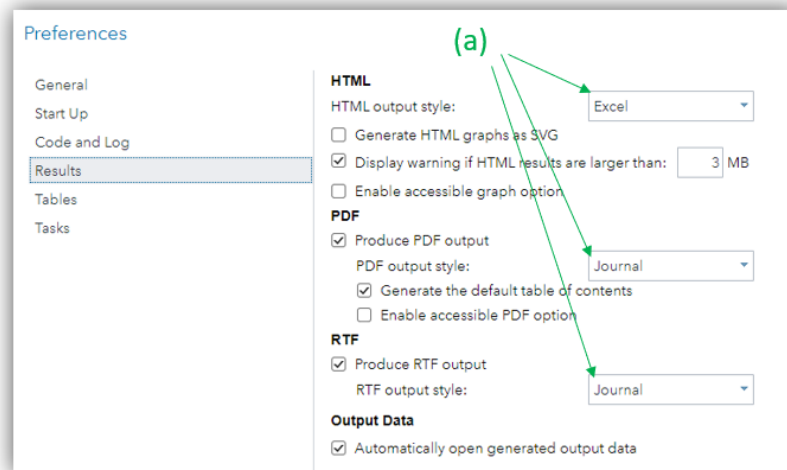 Preferences
(a)
General
Start Up
Code and Log
Results
Tables
Tasks
HTML
HTML output style: Excel
Generate HTML graphs as SVG
Display warning if HTML results are larger than: 3 MB
Enable accessible graph option
PDF
Produce PDF output
PDF output style: Journal
Generate the default table of contents
Enable accessible PDF option
RTF
Produce RTF output
RTF output style: Journal
Output Data
Automatically open generated output data